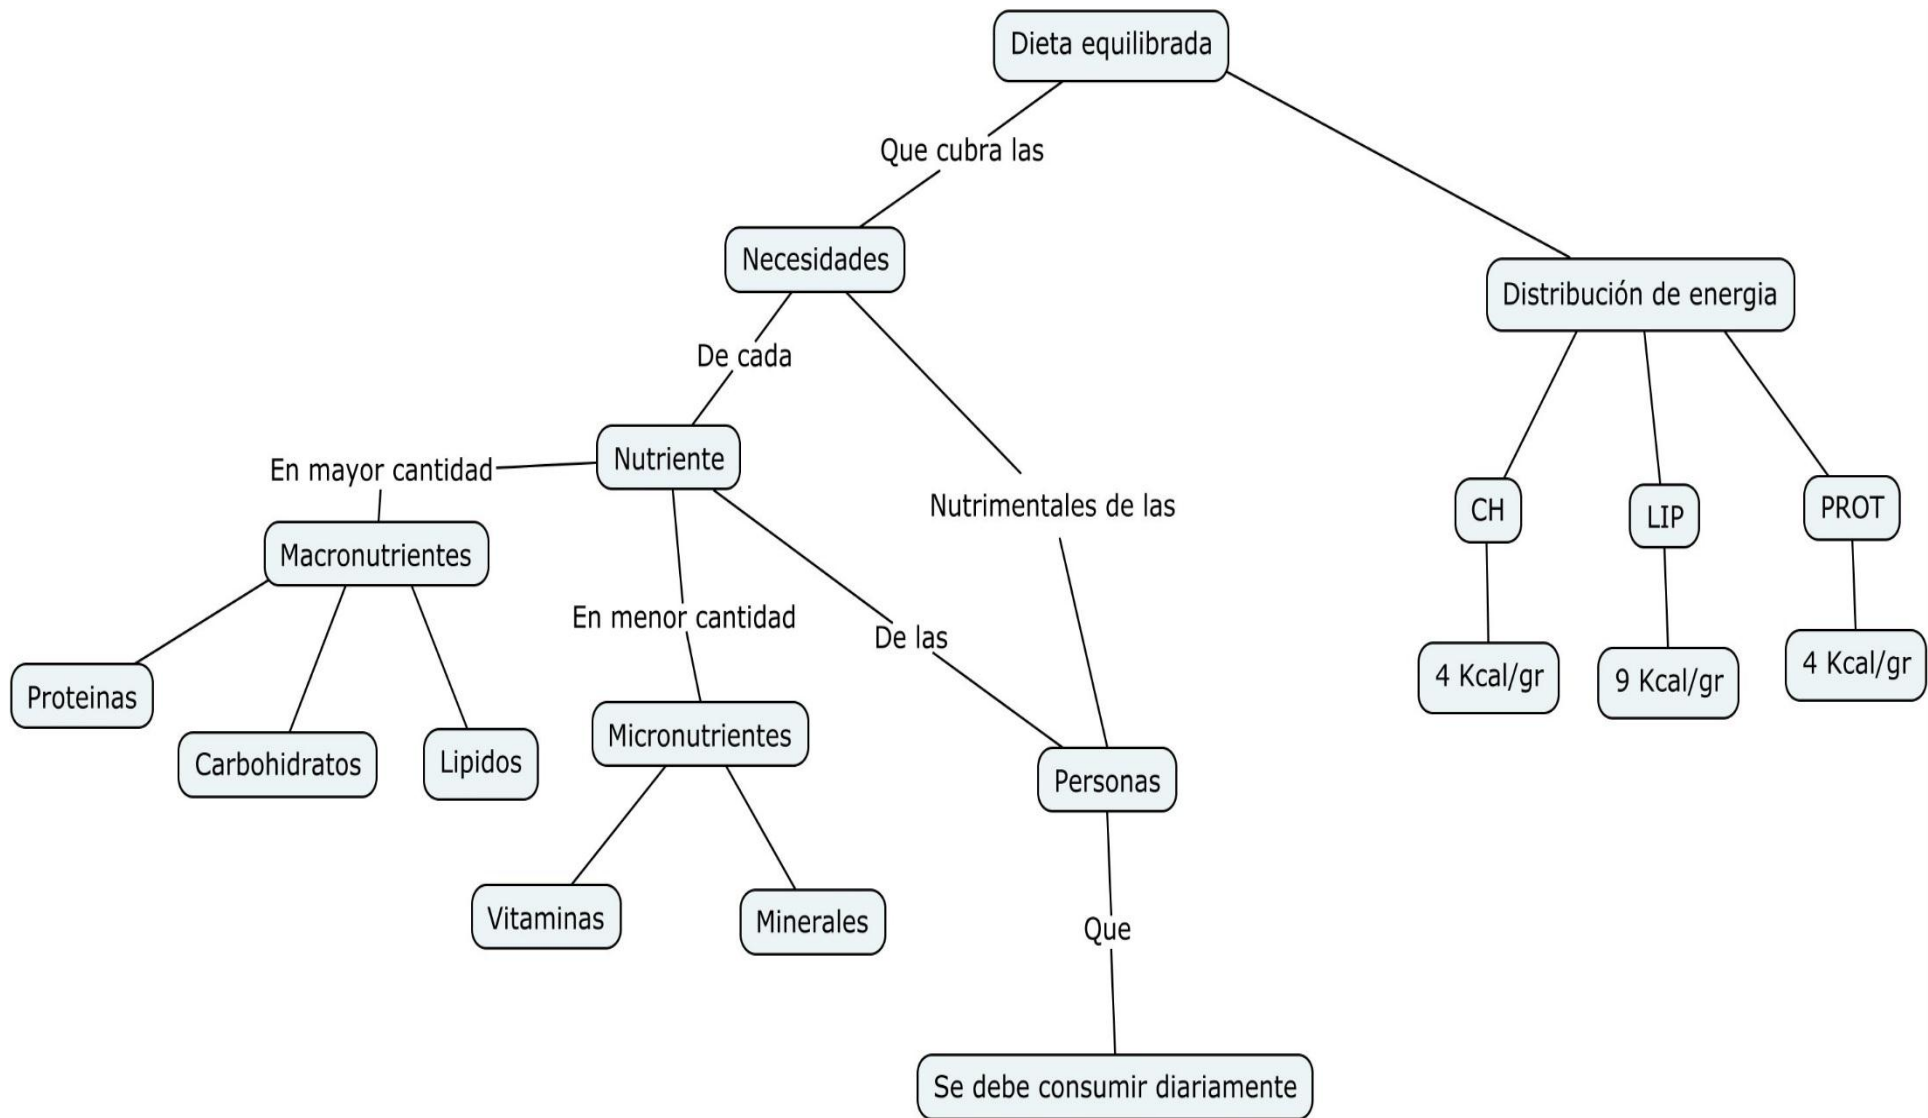 Dieta equilibrada
Que cubra las
Necesidades
Distribución de energia
De cada
Nutriente
En mayor cantidad
Nutrimentales de las
CH
LIP
PROT
Macronutrientes
En menor cantidad
De las
4 Kcal/gr
9 Kcal/gr
4 Kcal/gr
Proteinas
Carbohidratos
Lipidos
Micronutrientes
Personas
Vitaminas
Minerales
Que
Se debe consumir diariamente